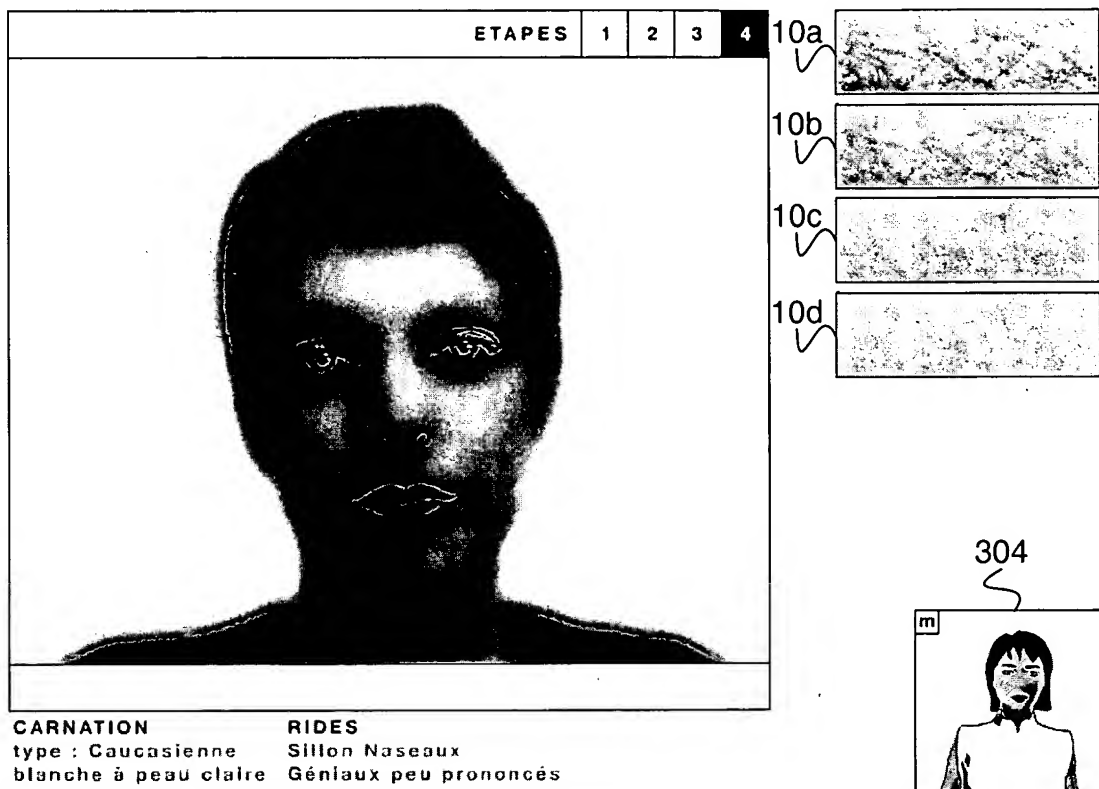 ETAPES 1 2 3 4
10a
10b
10c
10d
304
m
CARNATION
type : Caucasienne
blanche à peau claire
RIDES
Sillon Naseaux
Géniaux peu prononcés